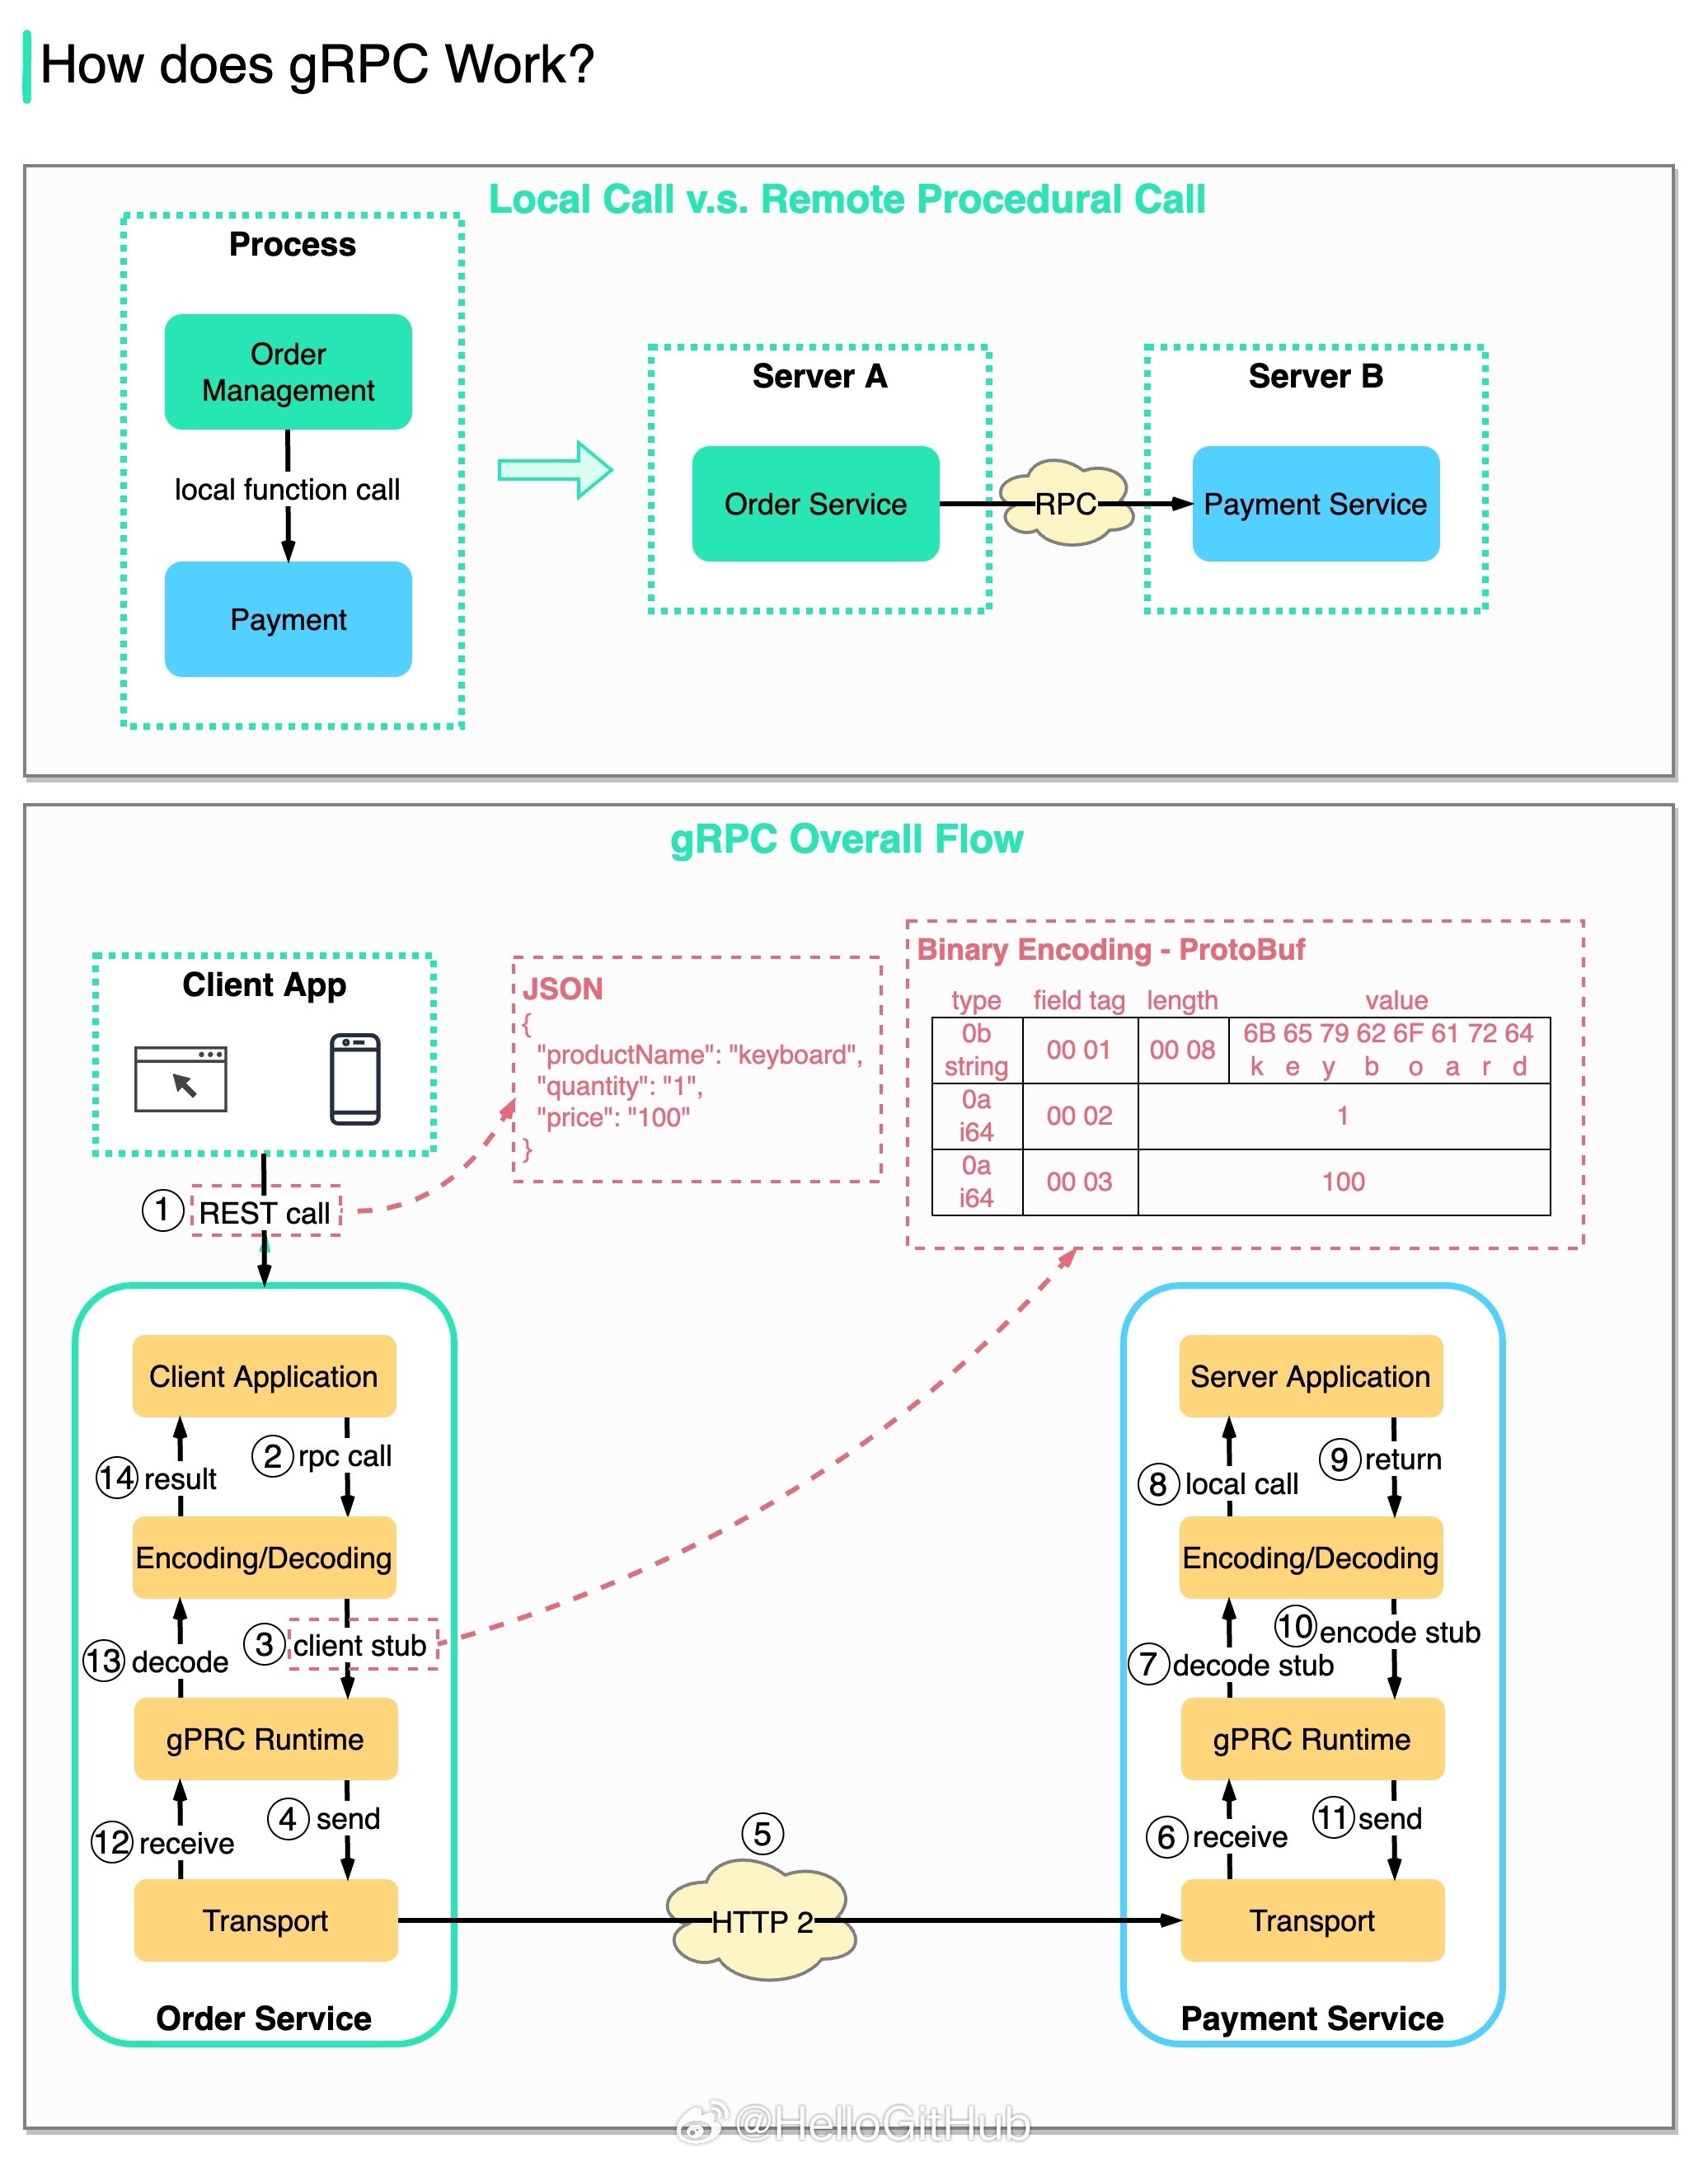 How does gRPC Work?
Local Call v.s. Remote Procedural Call
Process
Order
Management
local function call
Payment
Server A
Order Service
RPC
Server B
Payment Service
gRPC Overall Flow
Client App
JSON
{
"productName": "keyboard",
"quantity": "1",
"price": "100"
}
Binary Encoding - ProtoBuf
type field tag length value
0b
string
00 01
00 08
6B 65 79 62 6F 61 72 64
k e y b o a r d
0a
i64
00 02
1
0a
i64
00 03
100
1 REST call
Client Application
14 result
2 rpc call
Encoding/Decoding
13 decode
3 client stub
gPRC Runtime
12 receive
4 send
Transport
Order Service
5
HTTP 2
Server Application
8 local call
9 return
Encoding/Decoding
7 decode stub
10 encode stub
gPRC Runtime
6 receive
11 send
Transport
Payment Service
@HelloGitHub